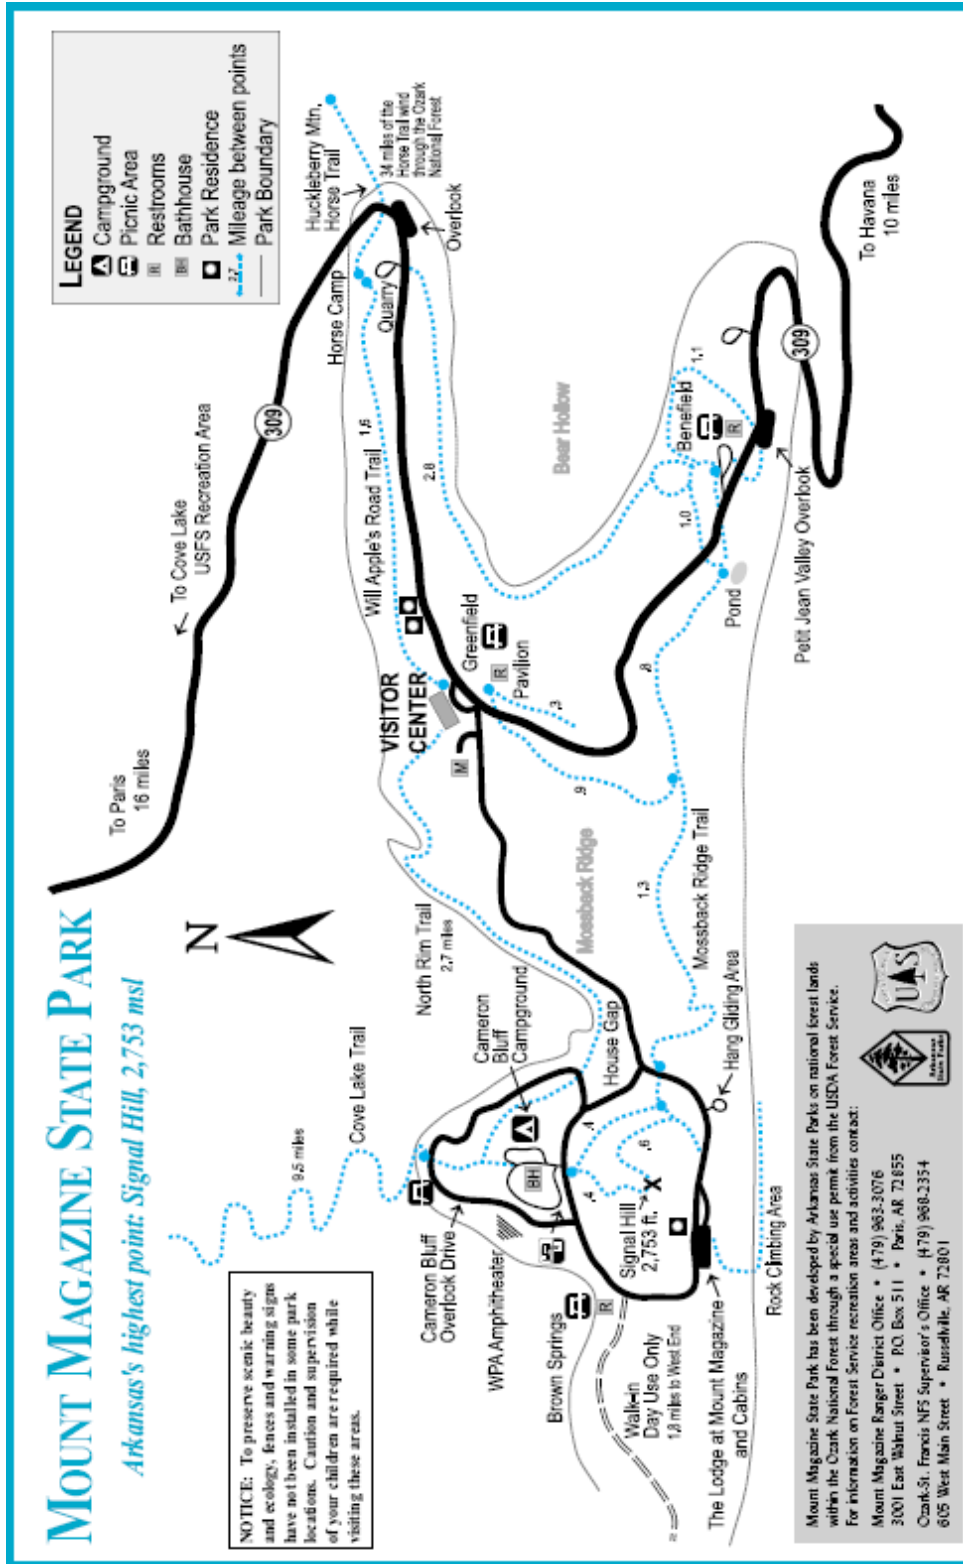 MOUNT MAGAZINE STATE PARK
Arkansas's highest point: Signal Hill, 2,753 msl
NOTICE: To preserve scenic beauty
and ecology, fences and warning signs
have not been installed in some park
locations. Caution and supervision
of your children are required while
visiting these areas.
LEGEND
Campground
Picnic Area
R Restrooms
BH Bathhouse
Park Residence
2.7 Mileage between points
Park Boundary
N
To Paris
16 miles
To Cove Lake
USFS Recreation Area
309
Huckleberry Mtn.
Horse Trail
34 miles of the
Horse Trail wind
through the Ozark
National Forest
Horse Camp
Quarry
Overlook
Will Apple's Road Trail
1.6
2.8
VISITOR
CENTER
M
Greenfield
R
Pavilion
.3
.9
Bear Hollow
Benefield
R
1.1
1.0
.8
Pond
Petit Jean Valley Overlook
309
To Havana
10 miles
Cove Lake Trail
9.5 miles
North Rim Trail
2.7 miles
Mossback Ridge
Mossback Ridge Trail
1.3
Cameron
Bluff
Campground
House Gap
Hang Gliding Area
Cameron Bluff
Overlook Drive
WPA Amphitheater
BH
Brown Springs
R
.4
.4
.6
Signal Hill
2,753 ft.
X
Walk-in
Day Use Only
1.8 miles to West End
The Lodge at Mount Magazine
and Cabins
Rock Climbing Area
Mount Magazine State Park has been developed by Arkansas State Parks on national forest lands
within the Ozark National Forest through a special use permit from the USDA Forest Service.
For information on Forest Service recreation areas and activities contact:
Mount Magazine Ranger District Office • (479) 963-3076
3001 East Walnut Street • P.O. Box 511 • Paris, AR 72855
Ozark-St. Francis NFS Supervisor's Office • (479) 968-2354
605 West Main Street • Russellville, AR 72801
Arkansas
State Parks
U S